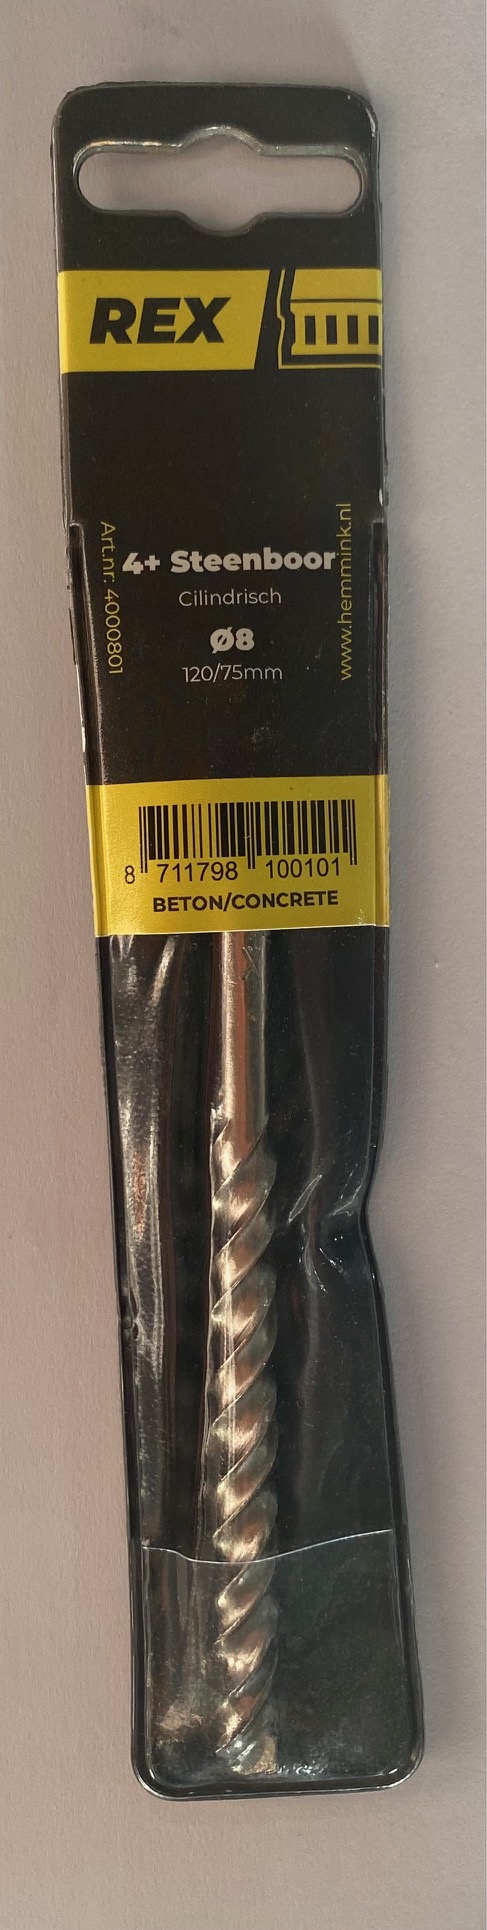 REX
4+ Steenboor
Cilindrisch
Ø8
120/75mm
Art.nr: 4000801
www.hemmink.nl
8 711798 100101
BETON/CONCRETE